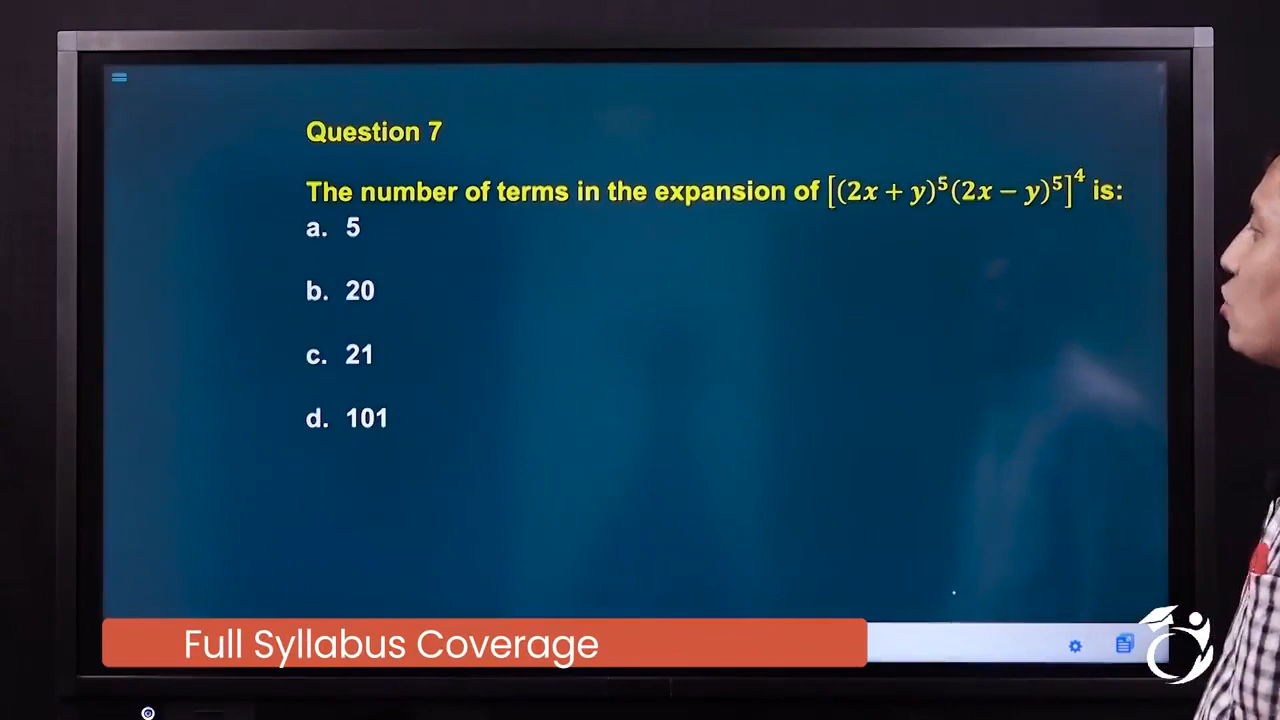 Question 7
The number of terms in the expansion of [(2x + y)⁵(2x − y)⁵]⁴ is:
a. 5
b. 20
c. 21
d. 101
Full Syllabus Coverage